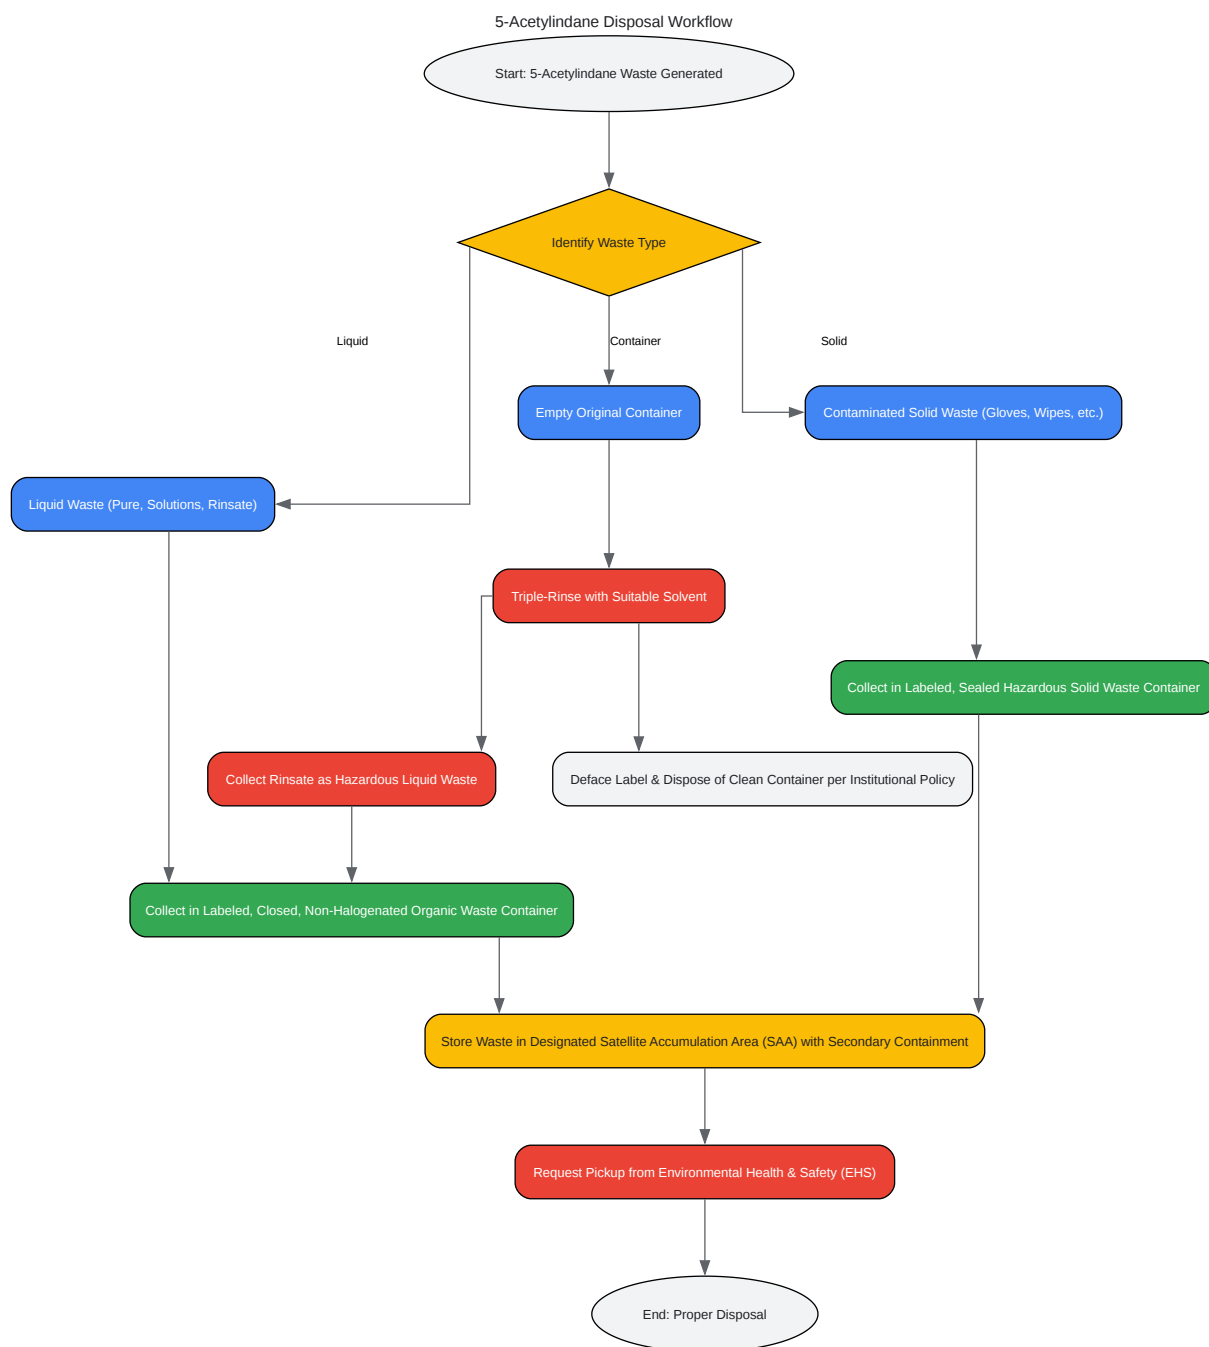 5-Acetylindane Disposal Workflow
Start: 5-Acetylindane Waste Generated
Identify Waste Type
Liquid
Container
Solid
Empty Original Container
Contaminated Solid Waste (Gloves, Wipes, etc.)
Liquid Waste (Pure, Solutions, Rinsate)
Triple-Rinse with Suitable Solvent
Collect in Labeled, Sealed Hazardous Solid Waste Container
Collect Rinsate as Hazardous Liquid Waste
Deface Label & Dispose of Clean Container per Institutional Policy
Collect in Labeled, Closed, Non-Halogenated Organic Waste Container
Store Waste in Designated Satellite Accumulation Area (SAA) with Secondary Containment
Request Pickup from Environmental Health & Safety (EHS)
End: Proper Disposal